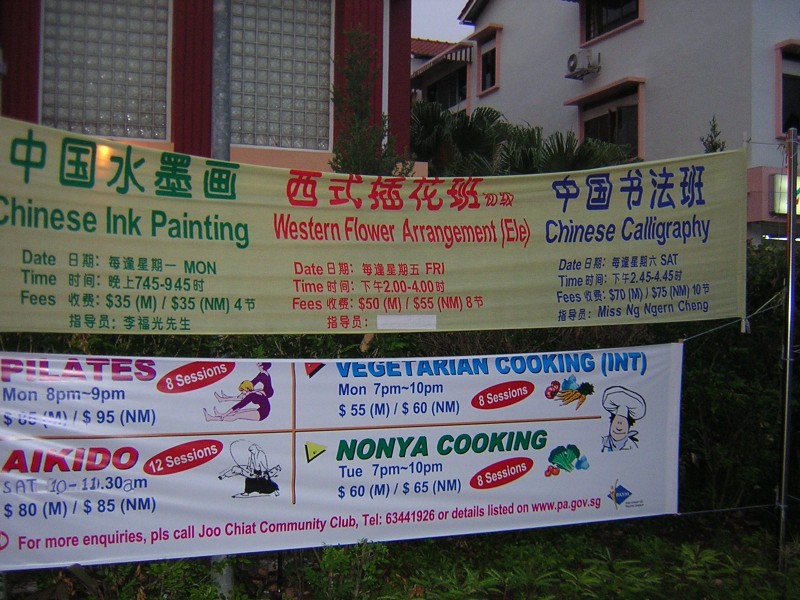 中国水墨画
Chinese Ink Painting
Date 日期：每逢星期一 MON
Time 时间：晚上7.45-9.45时
Fees 收费：$35 (M) / $35 (NM) 4节
指导员：李福光先生
西式插花班初级
Western Flower Arrangement (Ele)
Date 日期：每逢星期五 FRI
Time 时间：下午2.00-4.00时
Fees 收费：$50 (M) / $55 (NM) 8节
指导员：
中国书法班
Chinese Calligraphy
Date 日期：每逢星期六 SAT
Time 时间：下午2.45-4.45时
Fees 收费：$70 (M) / $75 (NM) 10节
指导员：Miss Ng Ngern Cheng
PILATES
8 Sessions
Mon 8pm~9pm
$ 85 (M) / $ 95 (NM)
VEGETARIAN COOKING (INT)
Mon 7pm~10pm
8 Sessions
$ 55 (M) / $ 60 (NM)
AIKIDO
12 Sessions
SAT 10-11.30am
$ 80 (M) / $ 85 (NM)
NONYA COOKING
Tue 7pm~10pm
8 Sessions
$ 60 (M) / $ 65 (NM)
For more enquiries, pls call Joo Chiat Community Club, Tel: 63441926 or details listed on www.pa.gov.sg